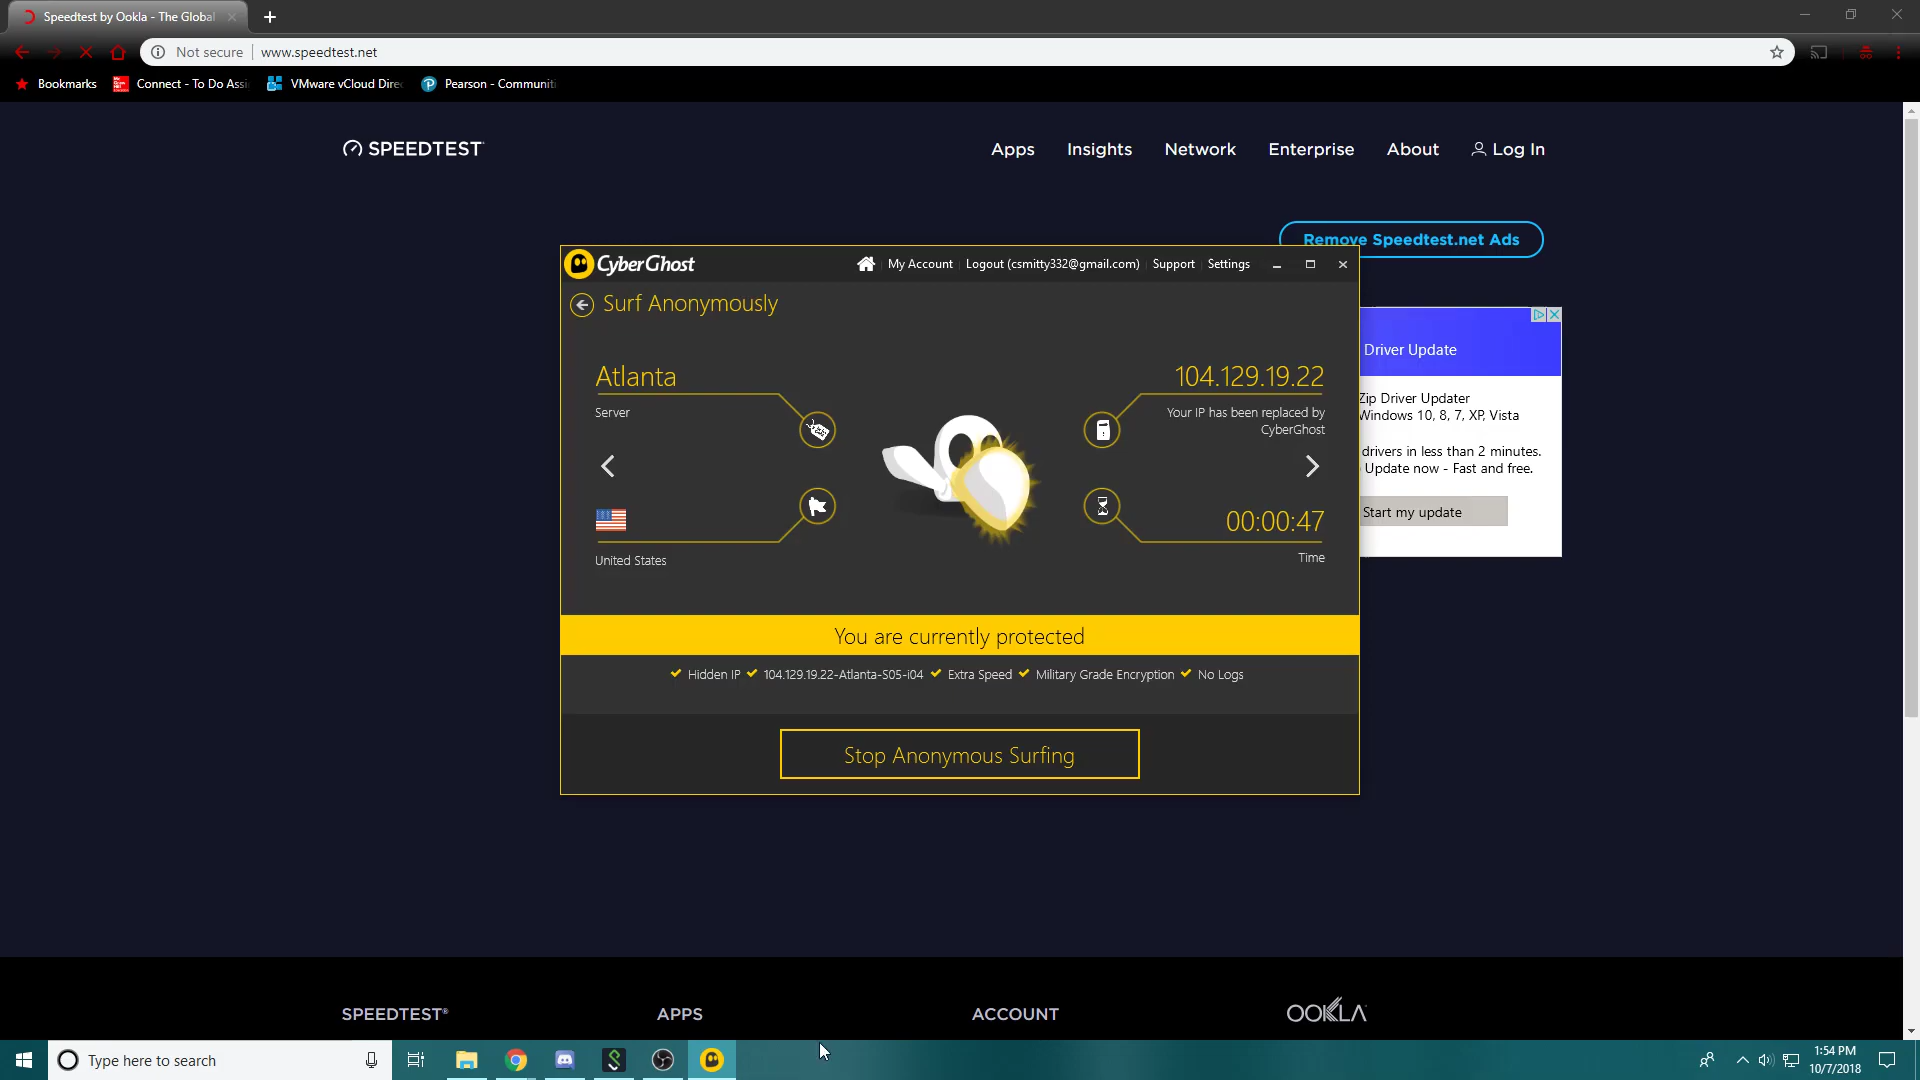 Speedtest by Ookla - The Global
Not secure
www.speedtest.net
Bookmarks
Connect - To Do Assi
VMware vCloud Dire
Pearson - Communit
SPEEDTEST
Apps
Insights
Network
Enterprise
About
Log In
Remove Speedtest.net Ads
CyberGhost
My Account
Logout (csmitty332@gmail.com)
Support
Settings
Surf Anonymously
Atlanta
Server
104.129.19.22
Your IP has been replaced by
CyberGhost
United States
00:00:47
Time
You are currently protected
Hidden IP
104.129.19.22-Atlanta-S05-i04
Extra Speed
Military Grade Encryption
No Logs
Stop Anonymous Surfing
Driver Update
Zip Driver Updater
Windows 10, 8, 7, XP, Vista
drivers in less than 2 minutes.
Update now - Fast and free.
Start my update
SPEEDTEST®
APPS
ACCOUNT
OOKLA
Type here to search
1:54 PM
10/7/2018